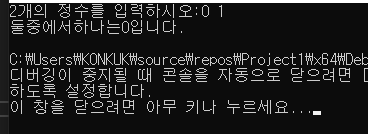 2개의 정수를 입력하시오:0 1
둘중에서하나는0입니다.
C:\Users\KONKUK\source\repos\Project1\x64\Deb
디버깅이 중지될 때 콘솔을 자동으로 닫으려면 [
하도록 설정합니다.
이 창을 닫으려면 아무 키나 누르세요...